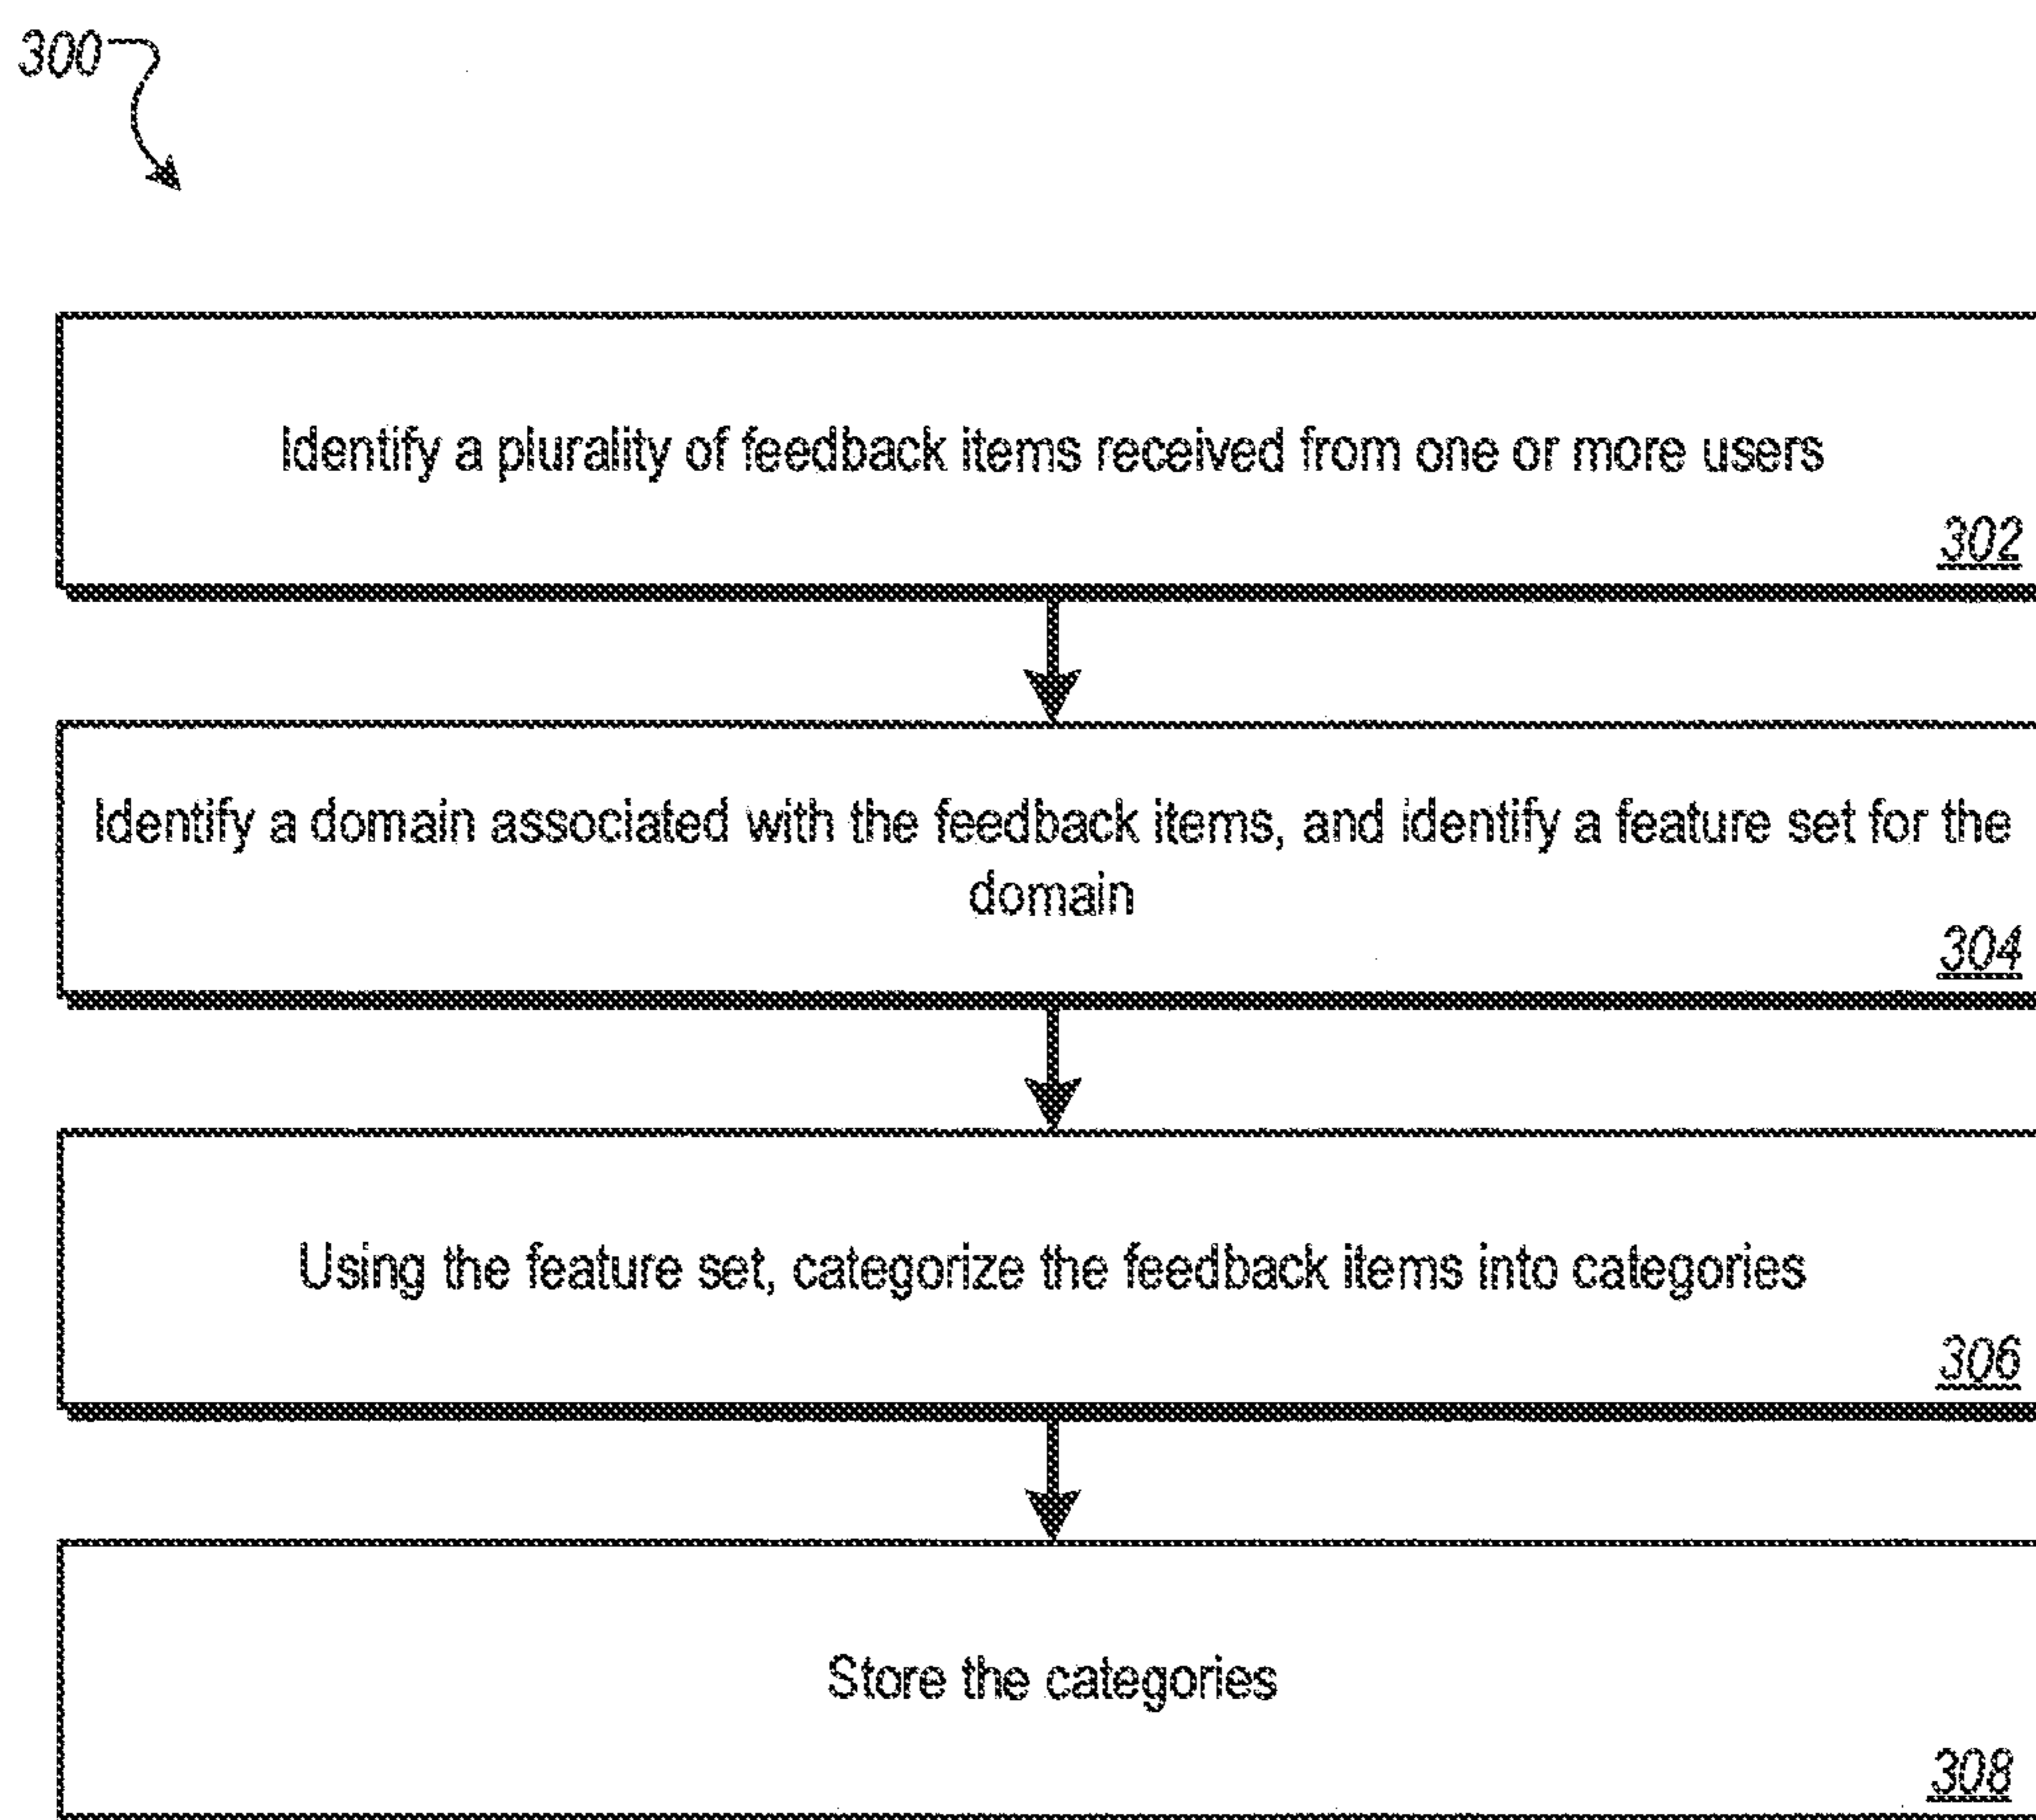 300
Identify a plurality of feedback items received from one or more users
302
Identify a domain associated with the feedback items, and identify a feature set for the
domain
304
Using the feature set, categorize the feedback items into categories
306
Store the categories
308